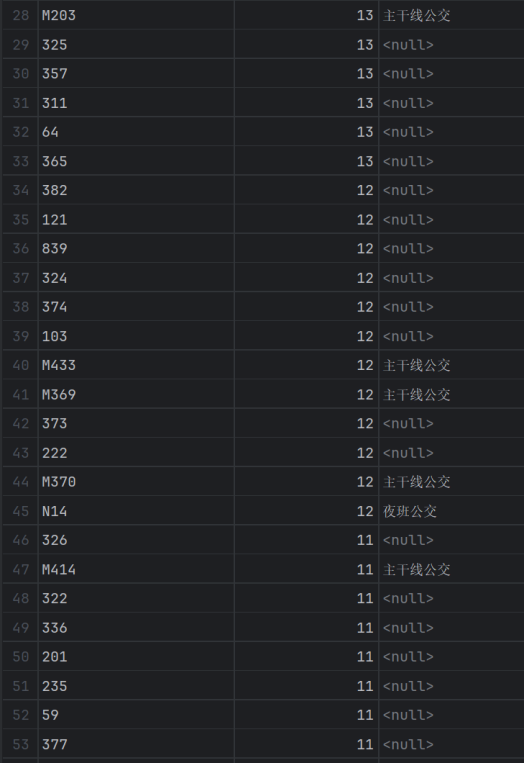 28 M203 13 主干线公交
29 325 13 <null>
30 357 13 <null>
31 311 13 <null>
32 64 13 <null>
33 365 13 <null>
34 382 12 <null>
35 121 12 <null>
36 839 12 <null>
37 324 12 <null>
38 374 12 <null>
39 103 12 <null>
40 M433 12 主干线公交
41 M369 12 主干线公交
42 373 12 <null>
43 222 12 <null>
44 M370 12 主干线公交
45 N14 12 夜班公交
46 326 11 <null>
47 M414 11 主干线公交
48 322 11 <null>
49 336 11 <null>
50 201 11 <null>
51 235 11 <null>
52 59 11 <null>
53 377 11 <null>